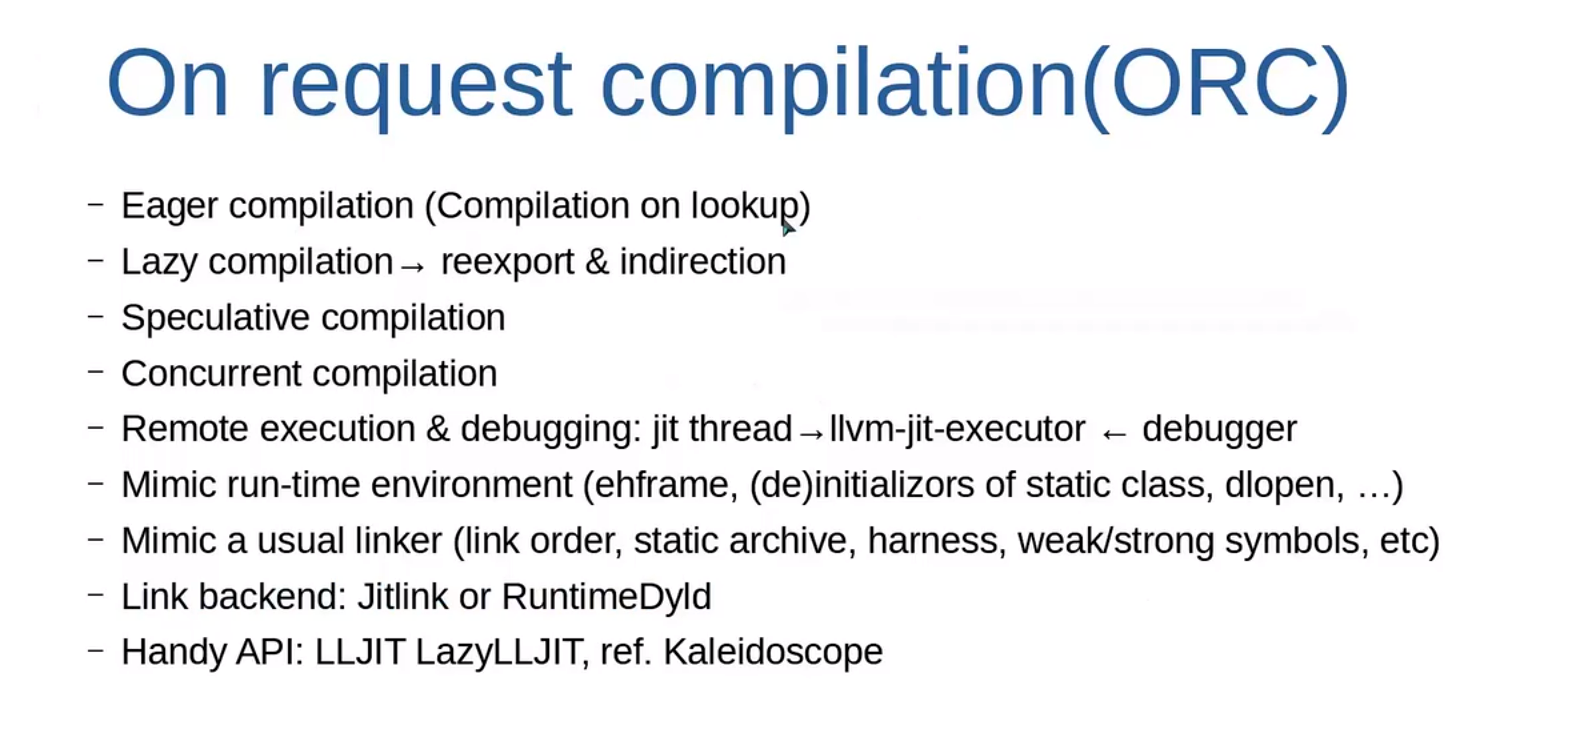 On request compilation(ORC)
– Eager compilation (Compilation on lookup)
– Lazy compilation→ reexport & indirection
– Speculative compilation
– Concurrent compilation
– Remote execution & debugging: jit thread→llvm-jit-executor ← debugger
– Mimic run-time environment (ehframe, (de)initializors of static class, dlopen, …)
– Mimic a usual linker (link order, static archive, harness, weak/strong symbols, etc)
– Link backend: Jitlink or RuntimeDyld
– Handy API: LLJIT LazyLLJIT, ref. Kaleidoscope